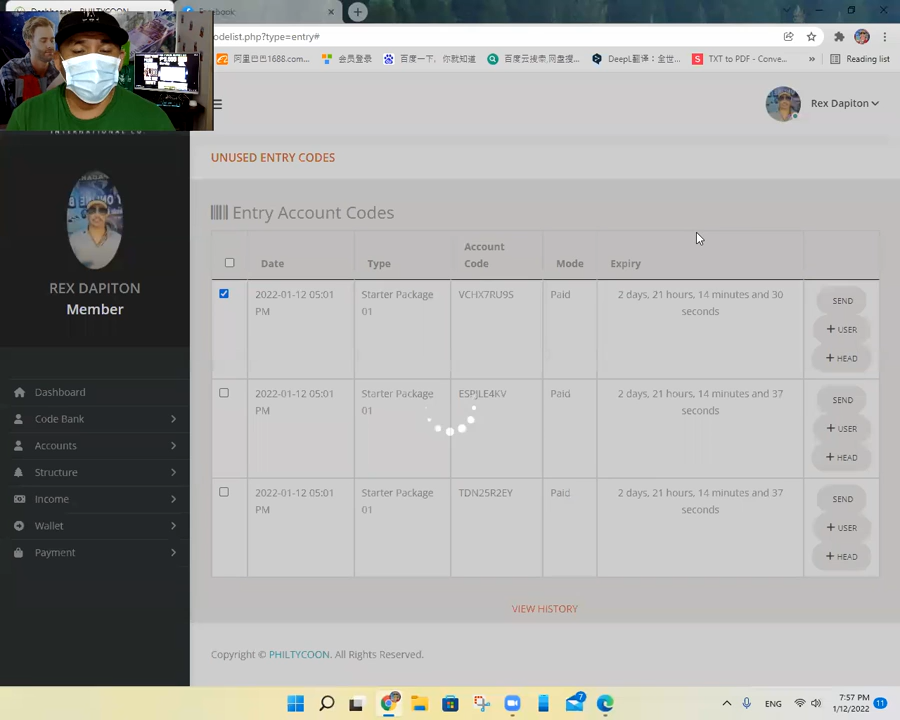 Dashboard - PHILTYCOON
Facebook
odelist.php?type=entry#
阿里巴巴1688.com...
会员登录
百度一下，你就知道
百度云搜索,网盘搜...
DeepL翻译：全世...
TXT to PDF - Conve...
»
Reading list
Rex Dapiton
INTERNATIONAL CO.
UNUSED ENTRY CODES
Entry Account Codes
Date Type Account Code Mode Expiry
2022-01-12 05:01 PM Starter Package 01 VCHX7RU9S Paid 2 days, 21 hours, 14 minutes and 30 seconds
SEND
+ USER
+ HEAD
2022-01-12 05:01 PM Starter Package 01 ESPJLE4KV Paid 2 days, 21 hours, 14 minutes and 37 seconds
SEND
+ USER
+ HEAD
2022-01-12 05:01 PM Starter Package 01 TDN25R2EY Paid 2 days, 21 hours, 14 minutes and 37 seconds
SEND
+ USER
+ HEAD
VIEW HISTORY
Copyright © PHILTYCOON. All Rights Reserved.
REX DAPITON
Member
Dashboard
Code Bank
Accounts
Structure
Income
Wallet
Payment
7
ENG
7:57 PM
1/12/2022
11